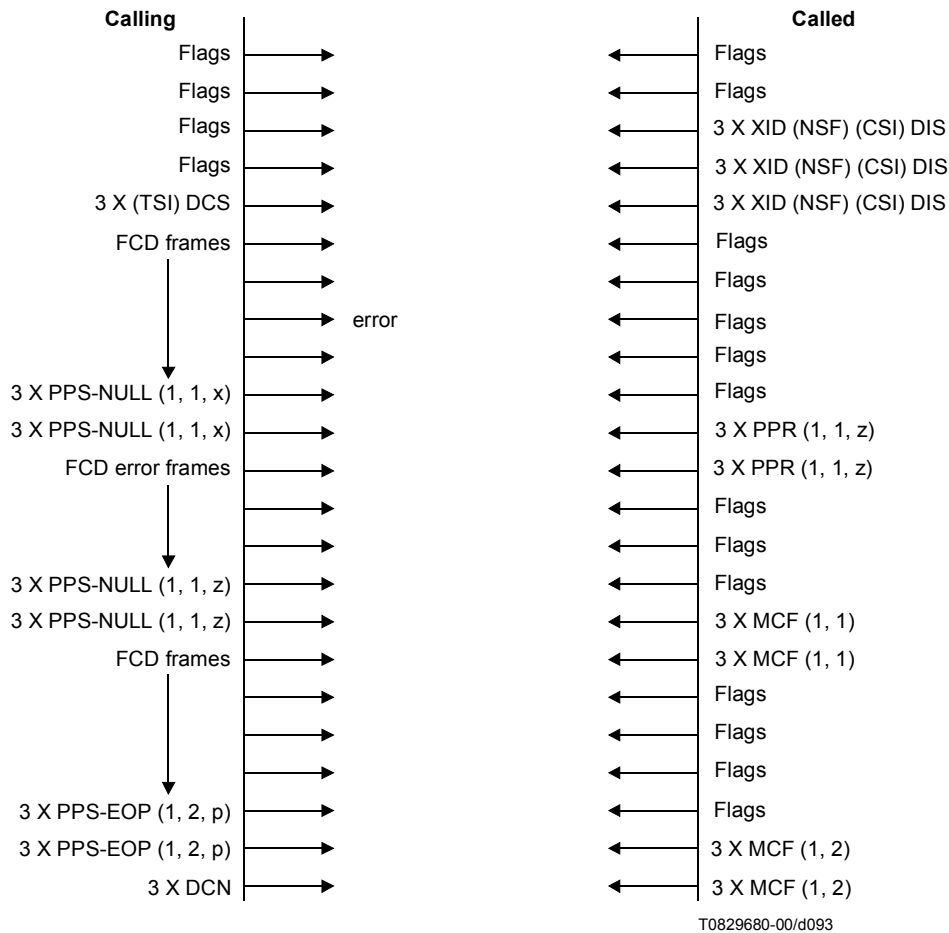 Calling Called
Flags Flags
Flags Flags
Flags 3 X XID (NSF) (CSI) DIS
Flags 3 X XID (NSF) (CSI) DIS
3 X (TSI) DCS 3 X XID (NSF) (CSI) DIS
FCD frames Flags
Flags
error Flags
Flags
3 X PPS-NULL (1, 1, x) Flags
3 X PPS-NULL (1, 1, x) 3 X PPR (1, 1, z)
FCD error frames 3 X PPR (1, 1, z)
Flags
Flags
3 X PPS-NULL (1, 1, z) Flags
3 X PPS-NULL (1, 1, z) 3 X MCF (1, 1)
FCD frames 3 X MCF (1, 1)
Flags
Flags
Flags
3 X PPS-EOP (1, 2, p) Flags
3 X PPS-EOP (1, 2, p) 3 X MCF (1, 2)
3 X DCN 3 X MCF (1, 2)
T0829680-00/d093